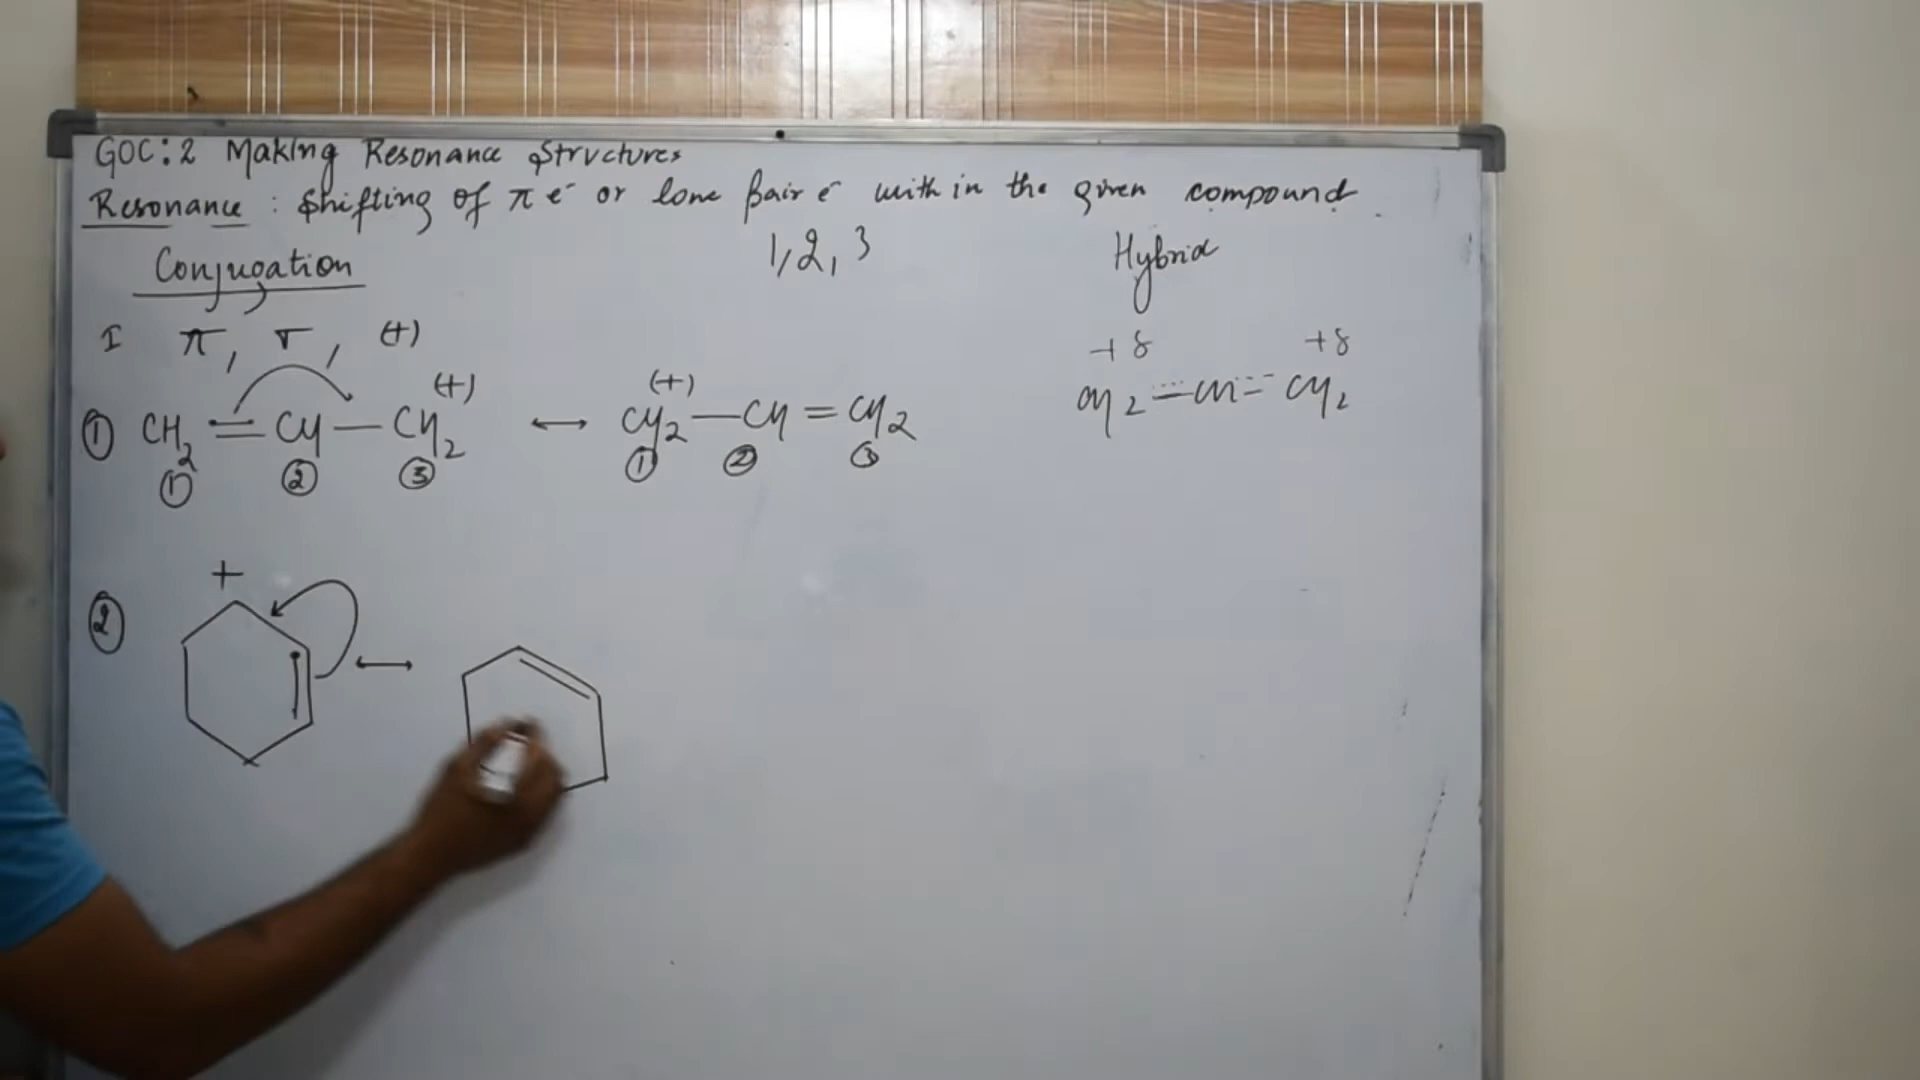 GOC: 2 Making Resonance Structures
Resonance : Shifting of π e⁻ or lone pair e⁻ with in the given compound.
Conjugation 1, 2, 3 Hybrid
I π, σ, (+)
(+) (+) +δ +δ
① CH₂ = CH — CH₂ ↔ CH₂ — CH = CH₂ CH₂ = CH = CH₂
① ② ③ ① ② ③
+
② ↔